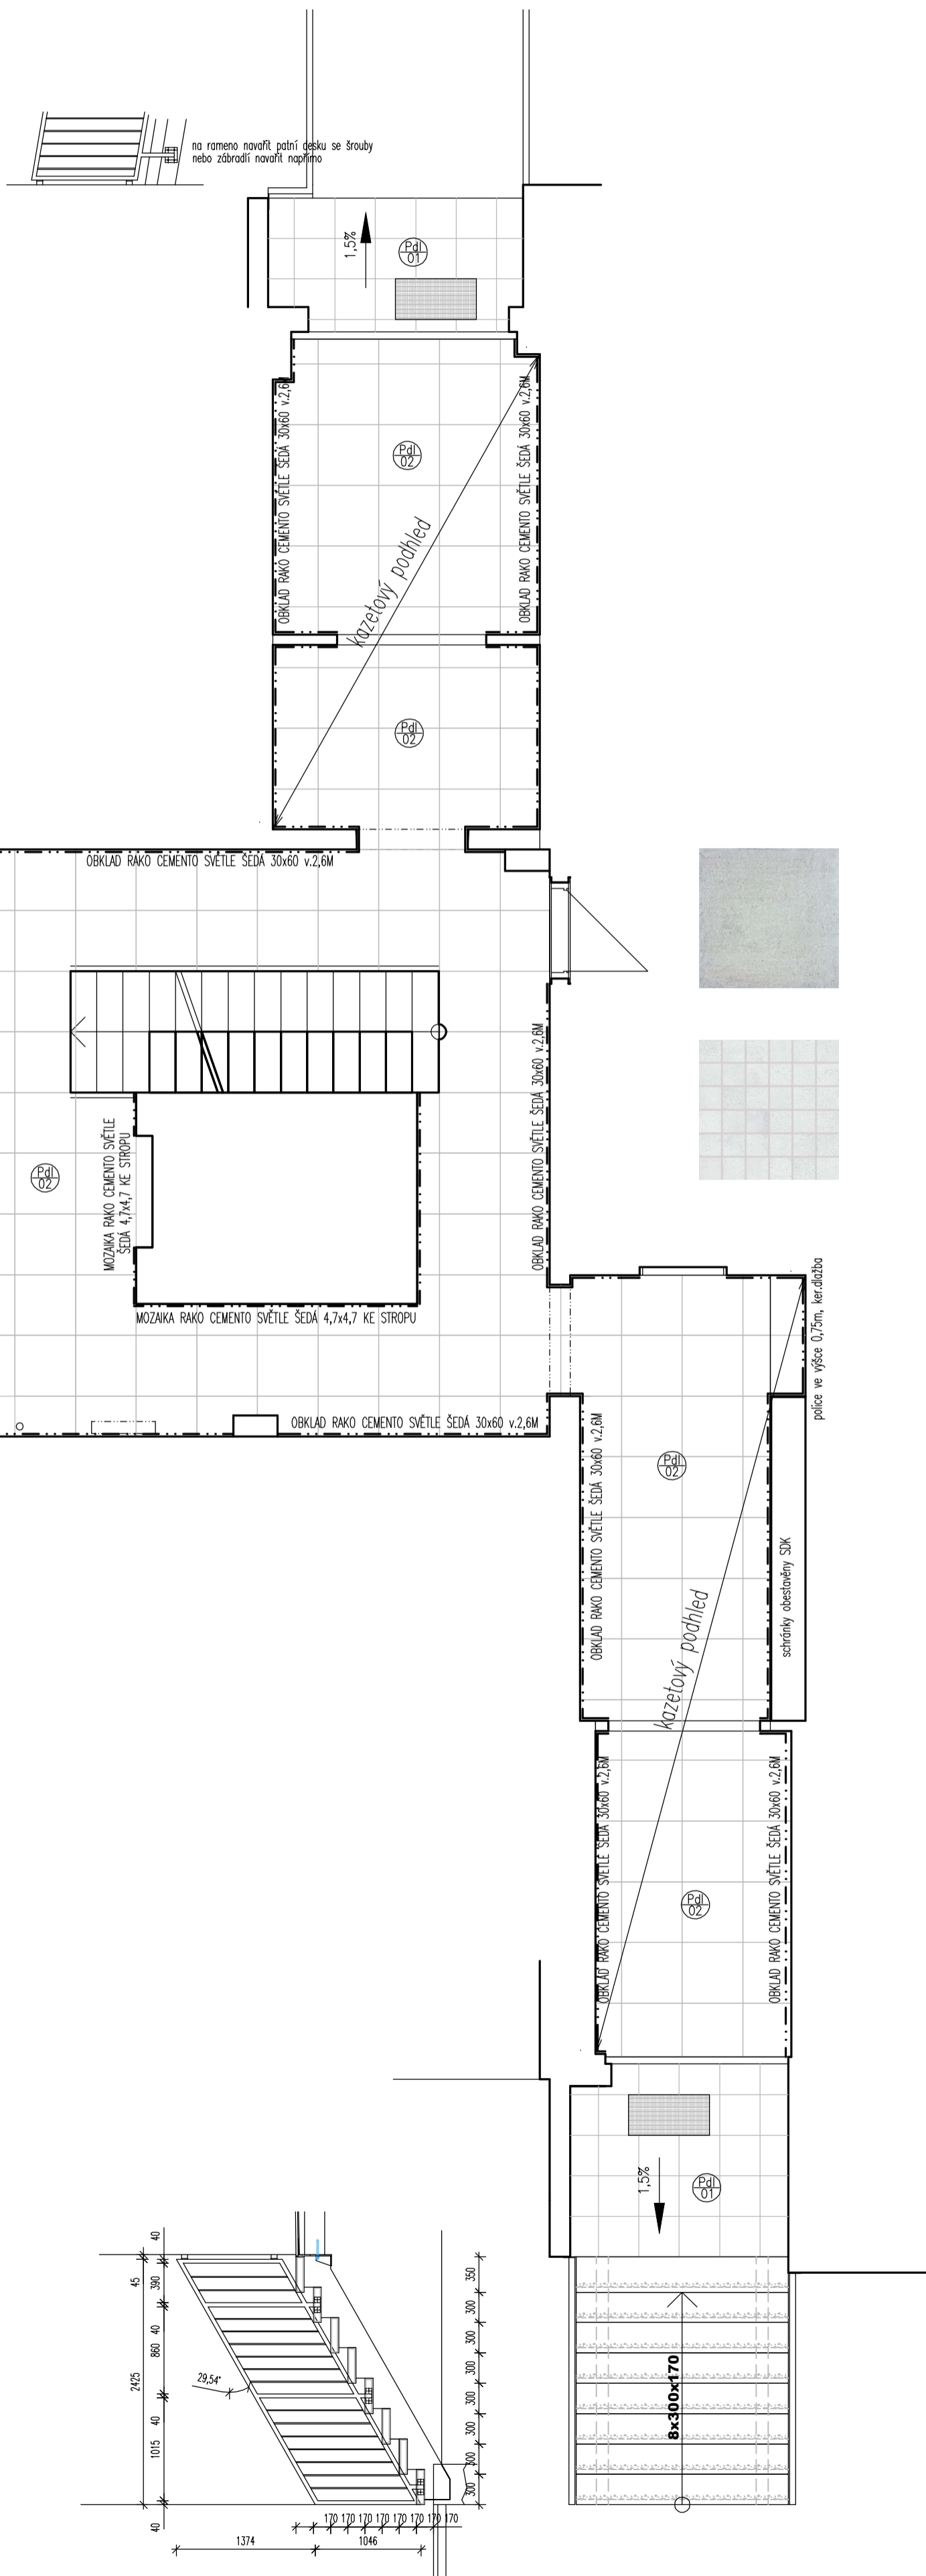 na rameno navařit patní desku se šrouby
nebo zábradlí navařit napřímo
1,5%
Pdl
01
OBKLAD RAKO CEMENTO SVĚTLE ŠEDÁ 30x60 v.2,6M
OBKLAD RAKO CEMENTO SVĚTLE ŠEDÁ 30x60 v.2,6M
Pdl
02
kazetový podhled
Pdl
02
OBKLAD RAKO CEMENTO SVĚTLE ŠEDÁ 30x60 v.2,6M
OBKLAD RAKO CEMENTO SVĚTLE ŠEDÁ 30x60 v.2,6M
Pdl
02
MOZAIKA RAKO CEMENTO SVĚTLE
ŠEDÁ 4,7x4,7 KE STROPU
MOZAIKA RAKO CEMENTO SVĚTLE ŠEDÁ 4,7x4,7 KE STROPU
OBKLAD RAKO CEMENTO SVĚTLE ŠEDÁ 30x60 v.2,6M
police ve výšce 0,75m, ker.dlažba
Pdl
02
OBKLAD RAKO CEMENTO SVĚTLE ŠEDÁ 30x60 v.2,6M
schránky obestavěny SDK
kazetový podhled
OBKLAD RAKO CEMENTO SVĚTLE ŠEDÁ 30x60 v.2,6M
OBKLAD RAKO CEMENTO SVĚTLE ŠEDÁ 30x60 v.2,6M
Pdl
02
1,5%
Pdl
01
8x300x170
40
45
390
40
860
2425
40
1015
40
29,54°
350
300
300
300
300
300
300
300
170 170 170 170 170 170 170 170
1374
1046